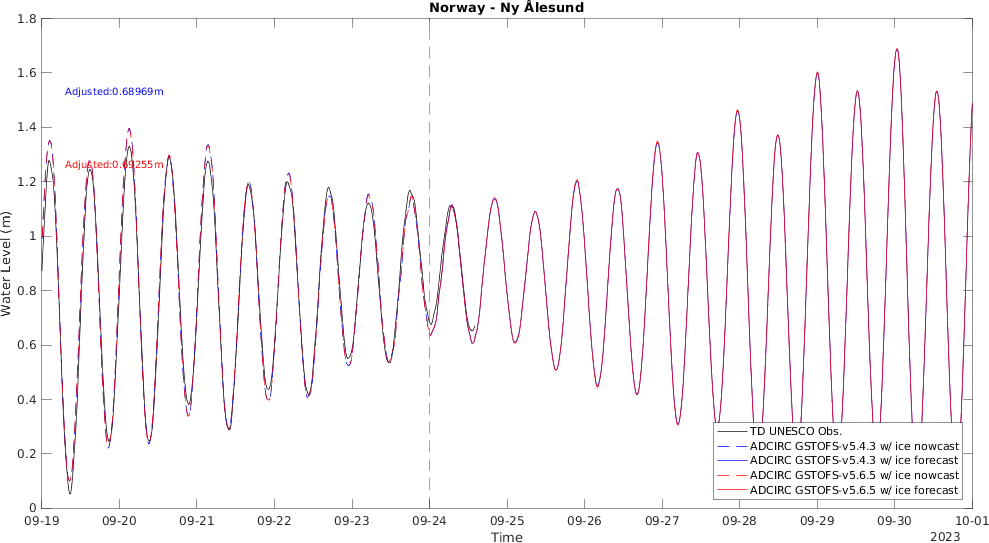 Norway - Ny Ålesund
1.8
1.6
1.4
1.2
1
0.8
0.6
0.4
0.2
0
Water Level (m)
Adjusted:0.68969m
Adjusted:0.69255m
TD UNESCO Obs.
ADCIRC GSTOFS-v5.4.3 w/ ice nowcast
ADCIRC GSTOFS-v5.4.3 w/ ice forecast
ADCIRC GSTOFS-v5.6.5 w/ ice nowcast
ADCIRC GSTOFS-v5.6.5 w/ ice forecast
09-19 09-20 09-21 09-22 09-23 09-24 09-25 09-26 09-27 09-28 09-29 09-30 10-01
Time
2023